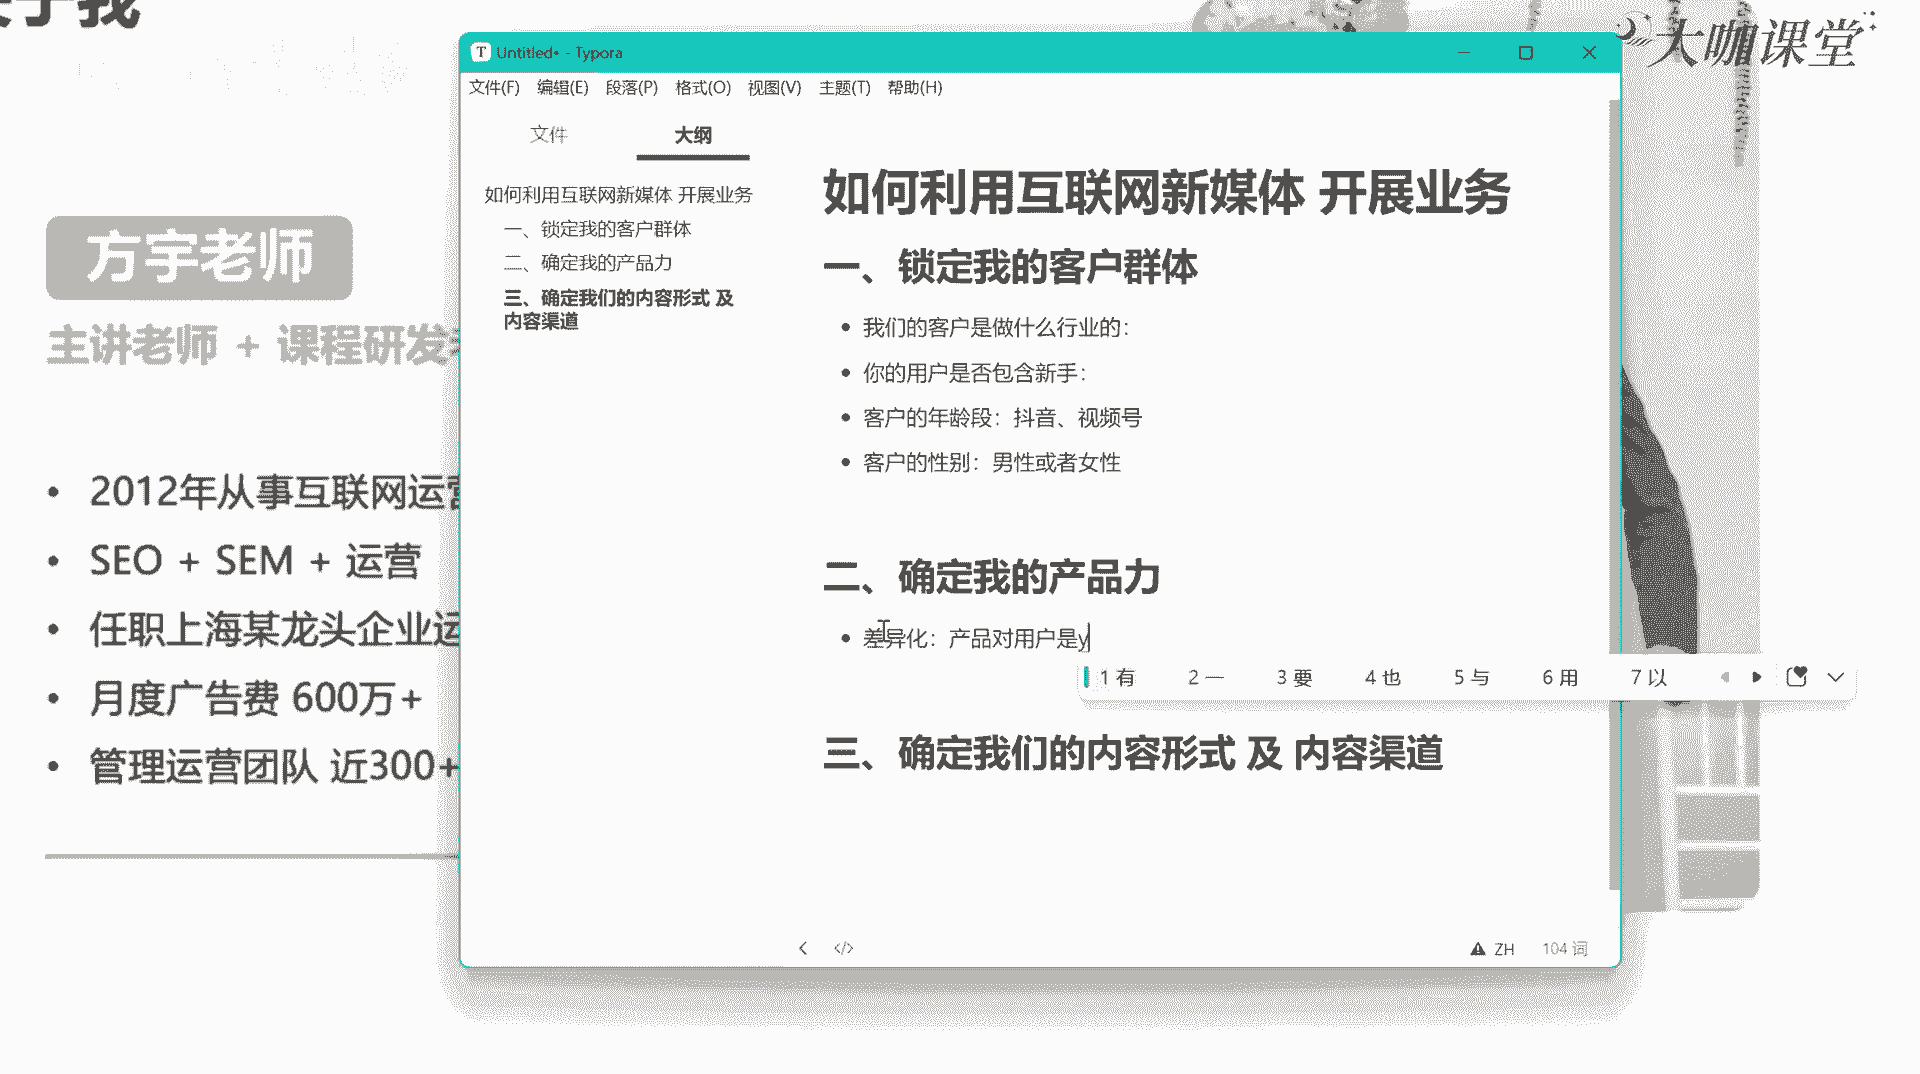 关于我
大咖课堂
方宇老师
主讲老师 + 课程研发
2012年从事互联网运营
SEO + SEM + 运营
任职上海某龙头企业运
月度广告费 600万+
管理运营团队 近300+
Untitled• - Typora
文件(F) 编辑(E) 段落(P) 格式(O) 视图(V) 主题(T) 帮助(H)
文件 大纲
如何利用互联网新媒体 开展业务
一、锁定我的客户群体
二、确定我的产品力
三、确定我们的内容形式 及
内容渠道
如何利用互联网新媒体 开展业务
一、锁定我的客户群体
我们的客户是做什么行业的：
你的用户是否包含新手：
客户的年龄段：抖音、视频号
客户的性别：男性或者女性
二、确定我的产品力
差异化：产品对用户是y
1 有 2 一 3 要 4 也 5 与 6 用 7 以
三、确定我们的内容形式 及 内容渠道
ZH 104 词